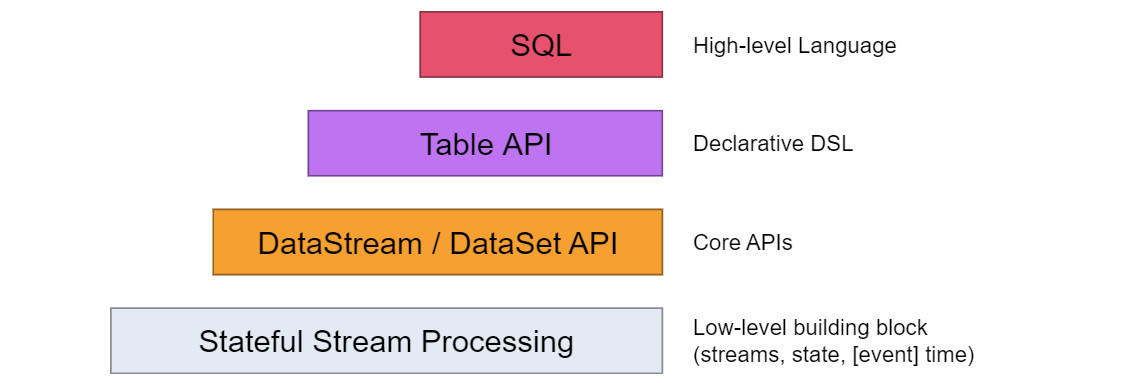 SQL
High-level Language
Table API
Declarative DSL
DataStream / DataSet API
Core APIs
Stateful Stream Processing
Low-level building block
(streams, state, [event] time)